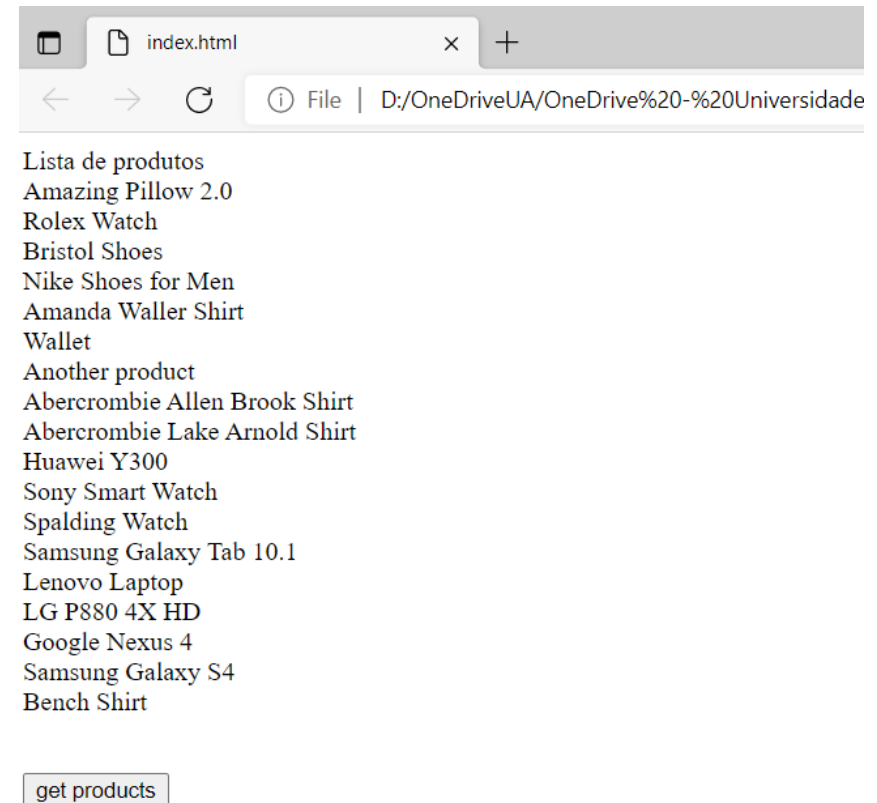 index.html
File | D:/OneDriveUA/OneDrive%20-%20Universidade
Lista de produtos
Amazing Pillow 2.0
Rolex Watch
Bristol Shoes
Nike Shoes for Men
Amanda Waller Shirt
Wallet
Another product
Abercrombie Allen Brook Shirt
Abercrombie Lake Arnold Shirt
Huawei Y300
Sony Smart Watch
Spalding Watch
Samsung Galaxy Tab 10.1
Lenovo Laptop
LG P880 4X HD
Google Nexus 4
Samsung Galaxy S4
Bench Shirt
get products